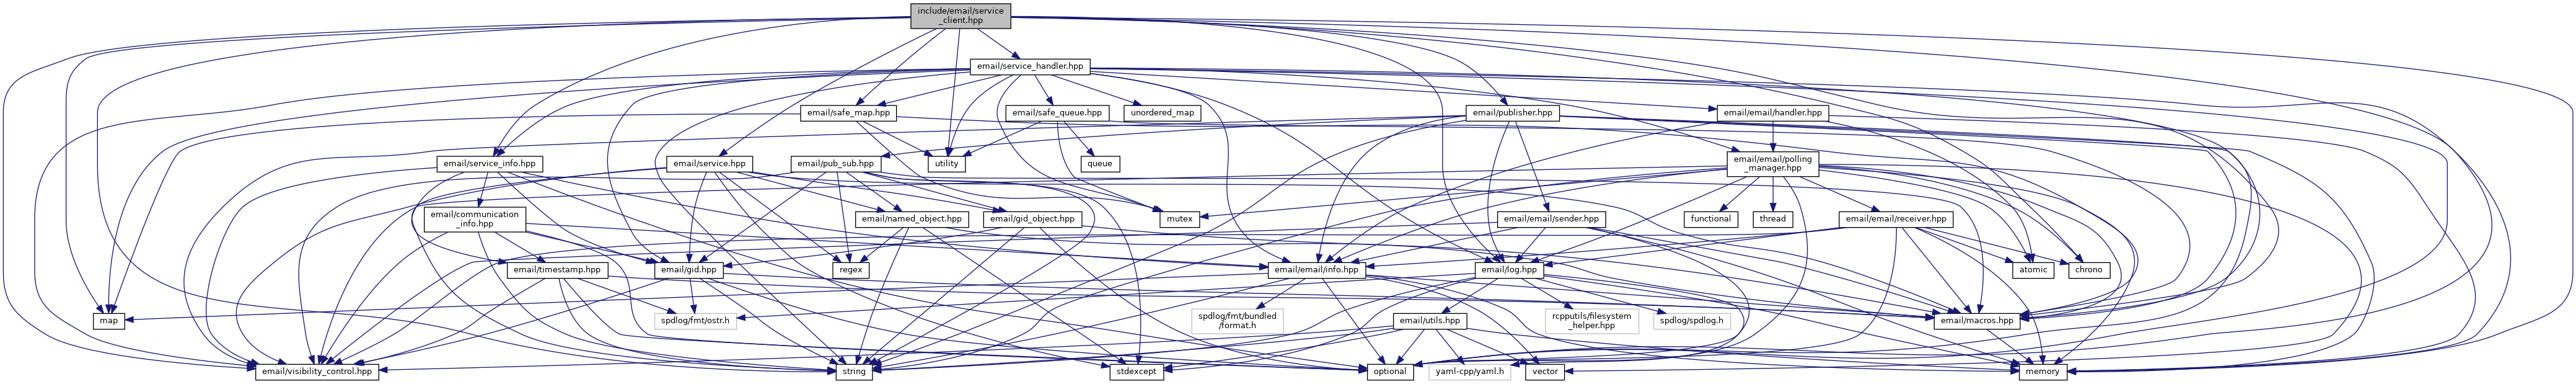 include/email/service
_client.hpp
email/service_handler.hpp
email/safe_map.hpp
email/safe_queue.hpp
unordered_map
email/publisher.hpp
email/email/handler.hpp
email/service_info.hpp
email/service.hpp
email/pub_sub.hpp
utility
queue
email/email/polling
_manager.hpp
email/communication
_info.hpp
email/named_object.hpp
email/gid_object.hpp
mutex
email/email/sender.hpp
functional
thread
email/email/receiver.hpp
email/timestamp.hpp
email/gid.hpp
regex
email/email/info.hpp
email/log.hpp
atomic
chrono
map
spdlog/fmt/ostr.h
spdlog/fmt/bundled
/format.h
email/utils.hpp
rcpputils/filesystem
_helper.hpp
spdlog/spdlog.h
email/macros.hpp
email/visibility_control.hpp
string
stdexcept
optional
yaml-cpp/yaml.h
vector
memory